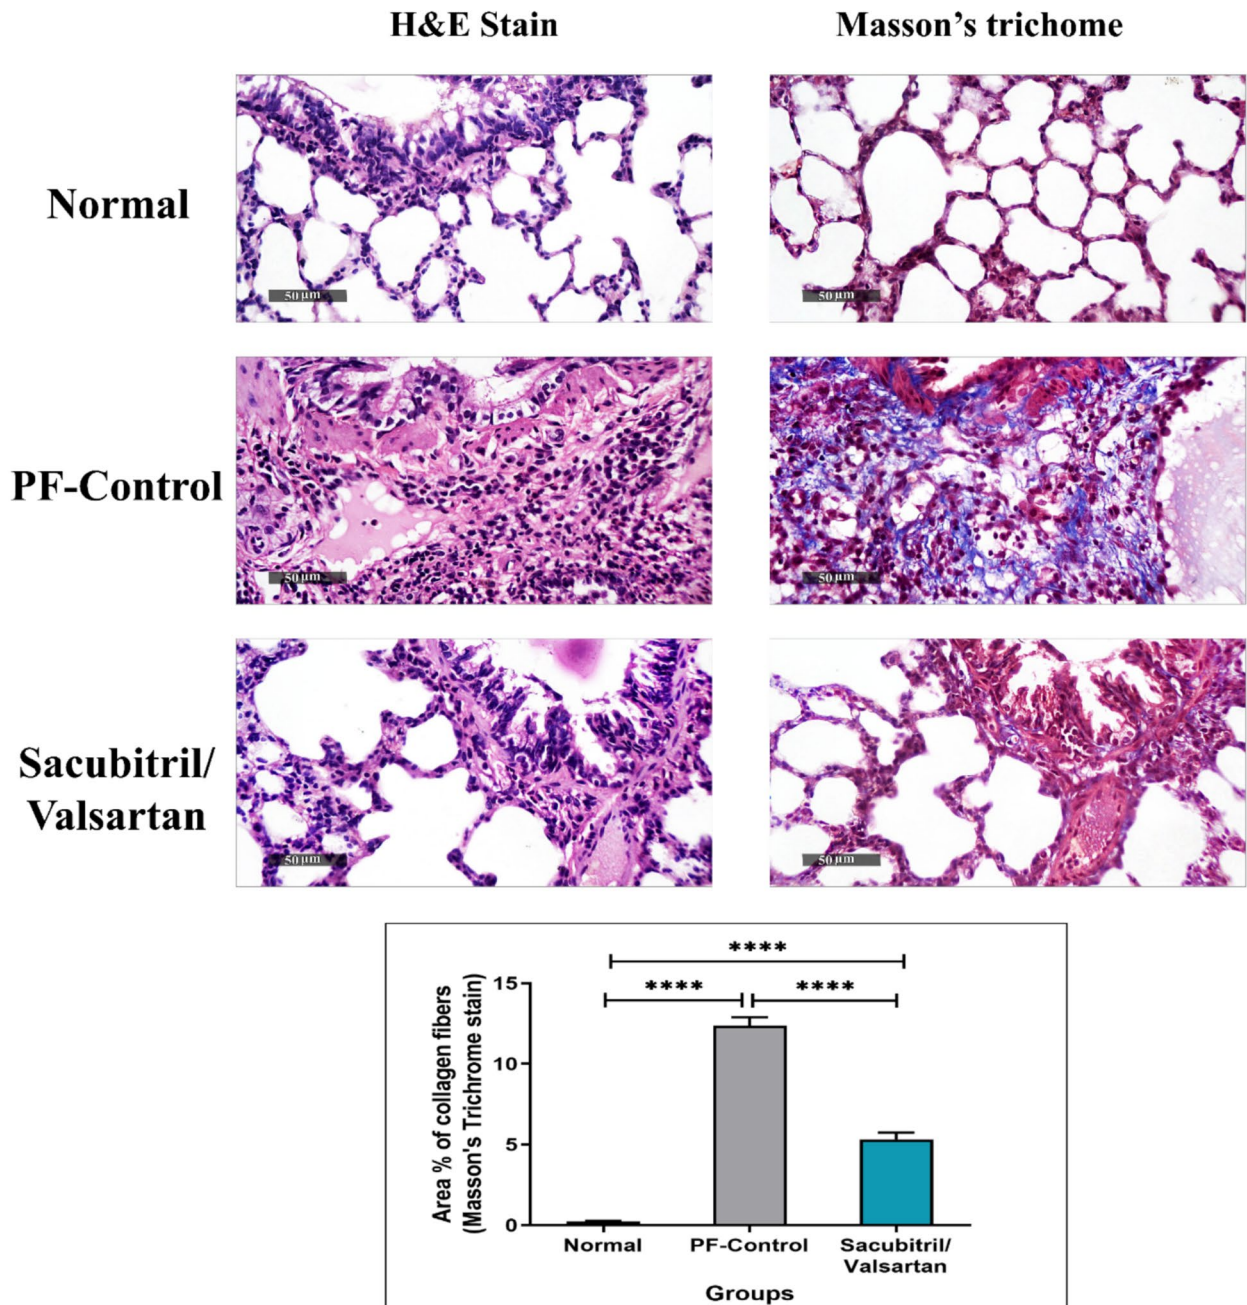 H&E Stain
Masson's trichome
Normal
50 µm
50 µm
PF-Control
50 µm
50 µm
Sacubitril/
Valsartan
50 µm
50 µm
****
****
****
Area % of collagen fibers
(Masson's Trichrome stain)
15
10
5
0
Normal
PF-Control
Sacubitril/
Valsartan
Groups